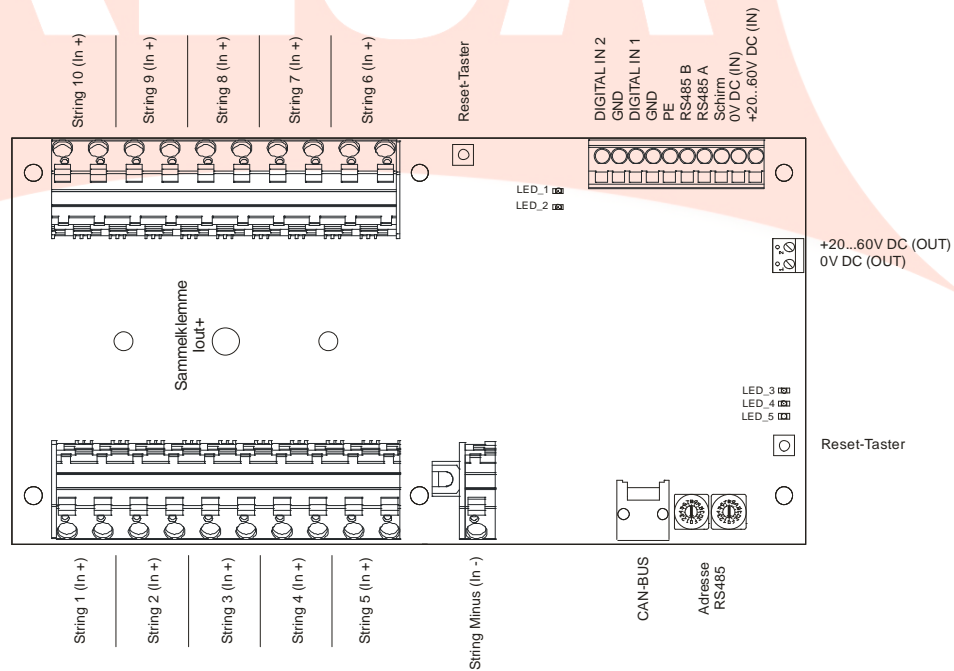 String 10 (In +)
String 9 (In +)
String 8 (In +)
String 7 (In +)
String 6 (In +)
Reset-Taster
DIGITAL IN 2
GND
DIGITAL IN 1
GND
PE
RS485 B
RS485 A
Schirm
0V DC (IN)
+20...60V DC (IN)
LED_1
LED_2
+20...60V DC (OUT)
0V DC (OUT)
2
1
Sammelklemme
Iout+
LED_3
LED_4
LED_5
Reset-Taster
String 1 (In +)
String 2 (In +)
String 3 (In +)
String 4 (In +)
String 5 (In +)
String Minus (In -)
CAN-BUS
Adresse
RS485